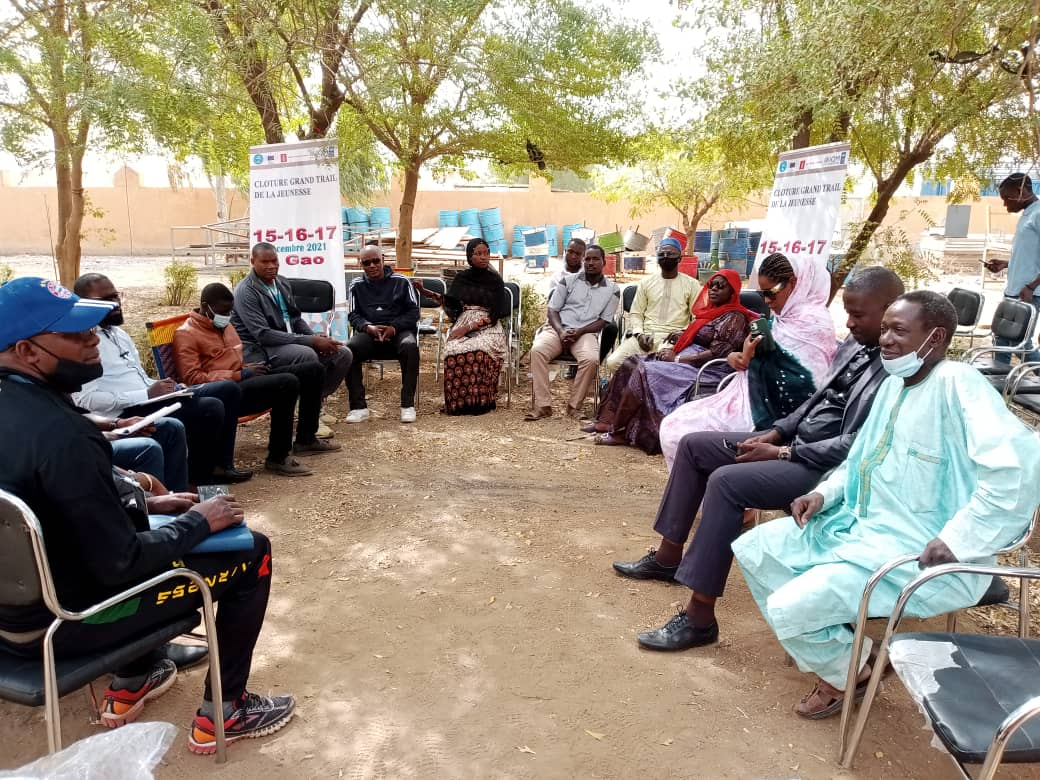 CLOTURE GRAND TRAIL
DE LA JEUNESSE
15-16-17
Décembre 2021
Gao
CLOTURE GRAND TRAIL
DE LA JEUNESSE
15-16-17